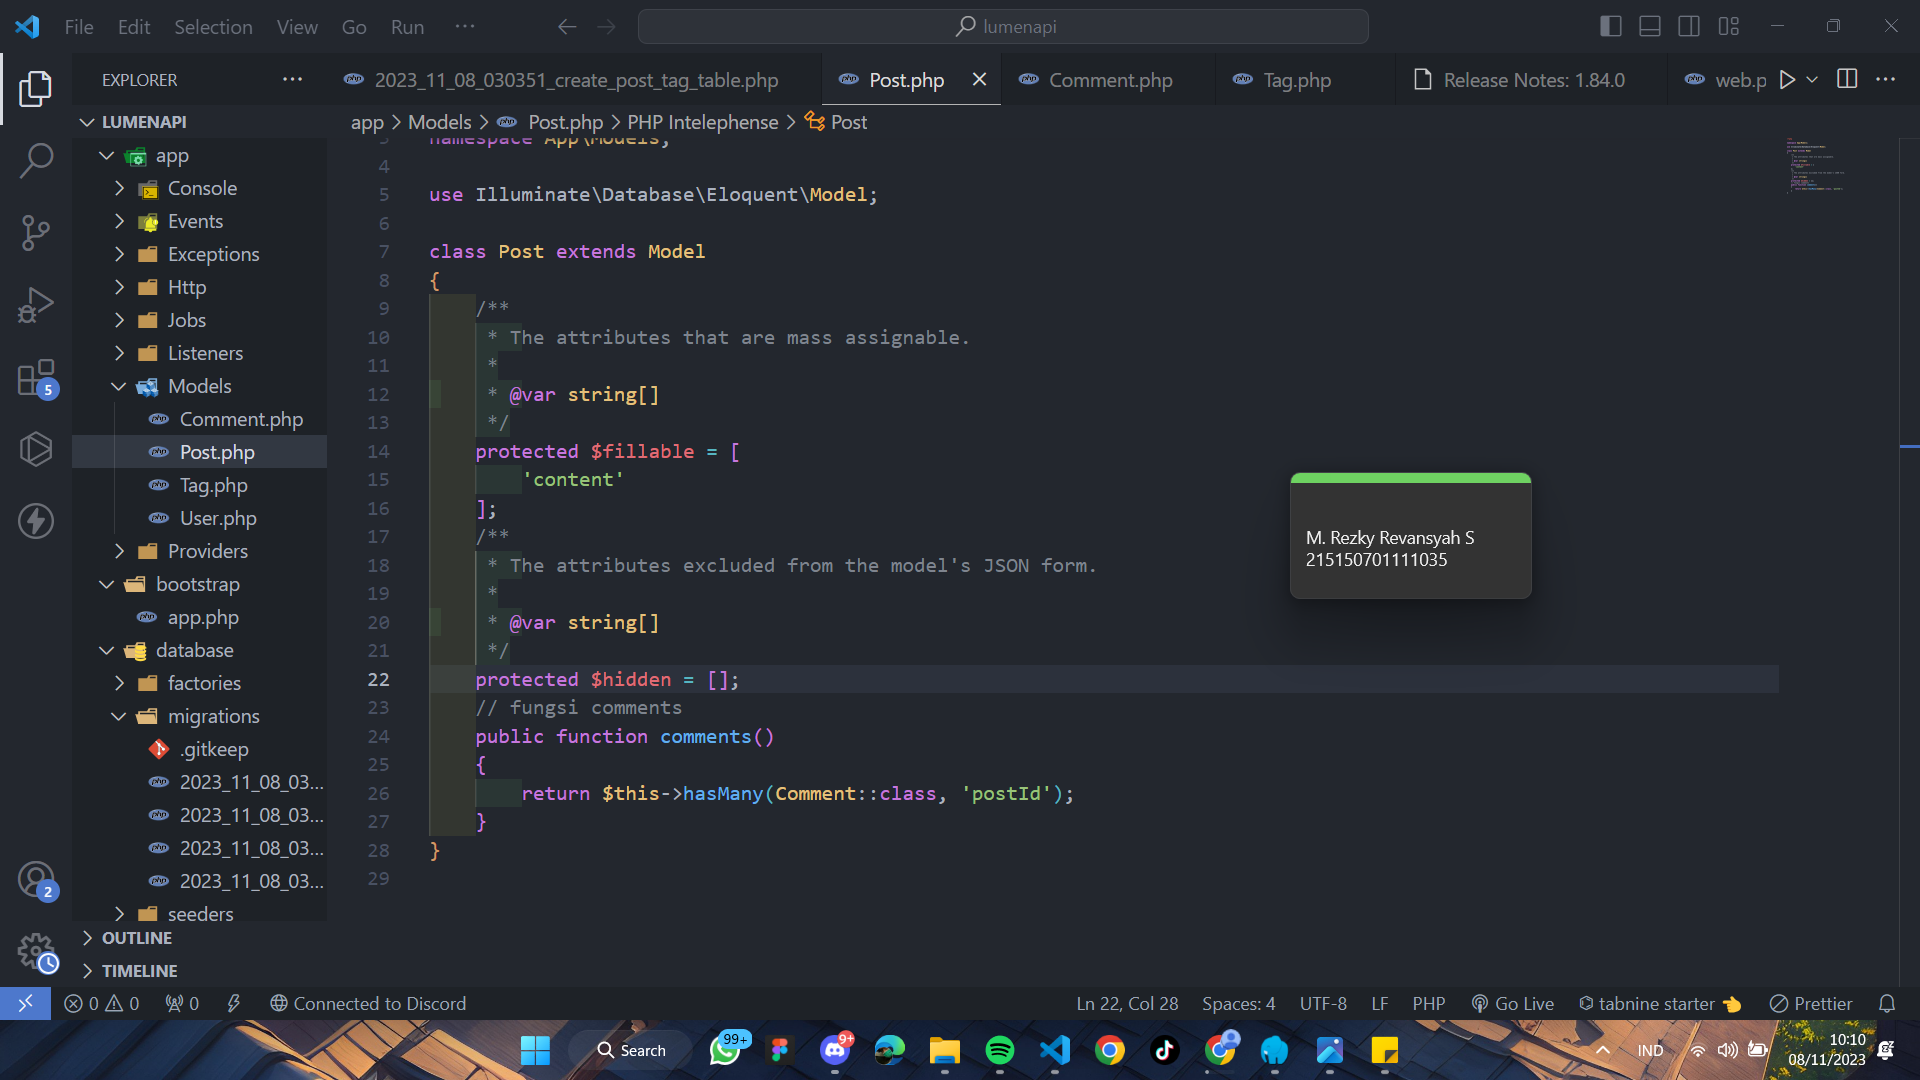 File Edit Selection View Go Run ··· lumenapi
EXPLORER ···
2023_11_08_030351_create_post_tag_table.php Post.php Comment.php Tag.php Release Notes: 1.84.0 web.p
LUMENAPI
app > Models > Post.php > PHP Intelephense > Post
app
Console
Events
Exceptions
Http
Jobs
Listeners
Models
Comment.php
Post.php
Tag.php
User.php
Providers
bootstrap
app.php
database
factories
migrations
.gitkeep
2023_11_08_03...
2023_11_08_03...
2023_11_08_03...
2023_11_08_03...
seeders
OUTLINE
TIMELINE
3 namespace App\Models;
4
5 use Illuminate\Database\Eloquent\Model;
6
7 class Post extends Model
8 {
9 /**
10 * The attributes that are mass assignable.
11 *
12 * @var string[]
13 */
14 protected $fillable = [
15 'content'
16 ];
17 /**
18 * The attributes excluded from the model's JSON form.
19 *
20 * @var string[]
21 */
22 protected $hidden = [];
23 // fungsi comments
24 public function comments()
25 {
26 return $this->hasMany(Comment::class, 'postId');
27 }
28 }
29
M. Rezky Revansyah S
215150701111035
5
2
0 0 0 Connected to Discord Ln 22, Col 28 Spaces: 4 UTF-8 LF PHP Go Live tabnine starter Prettier
Search 99+ 9+ IND 10:10
08/11/2023